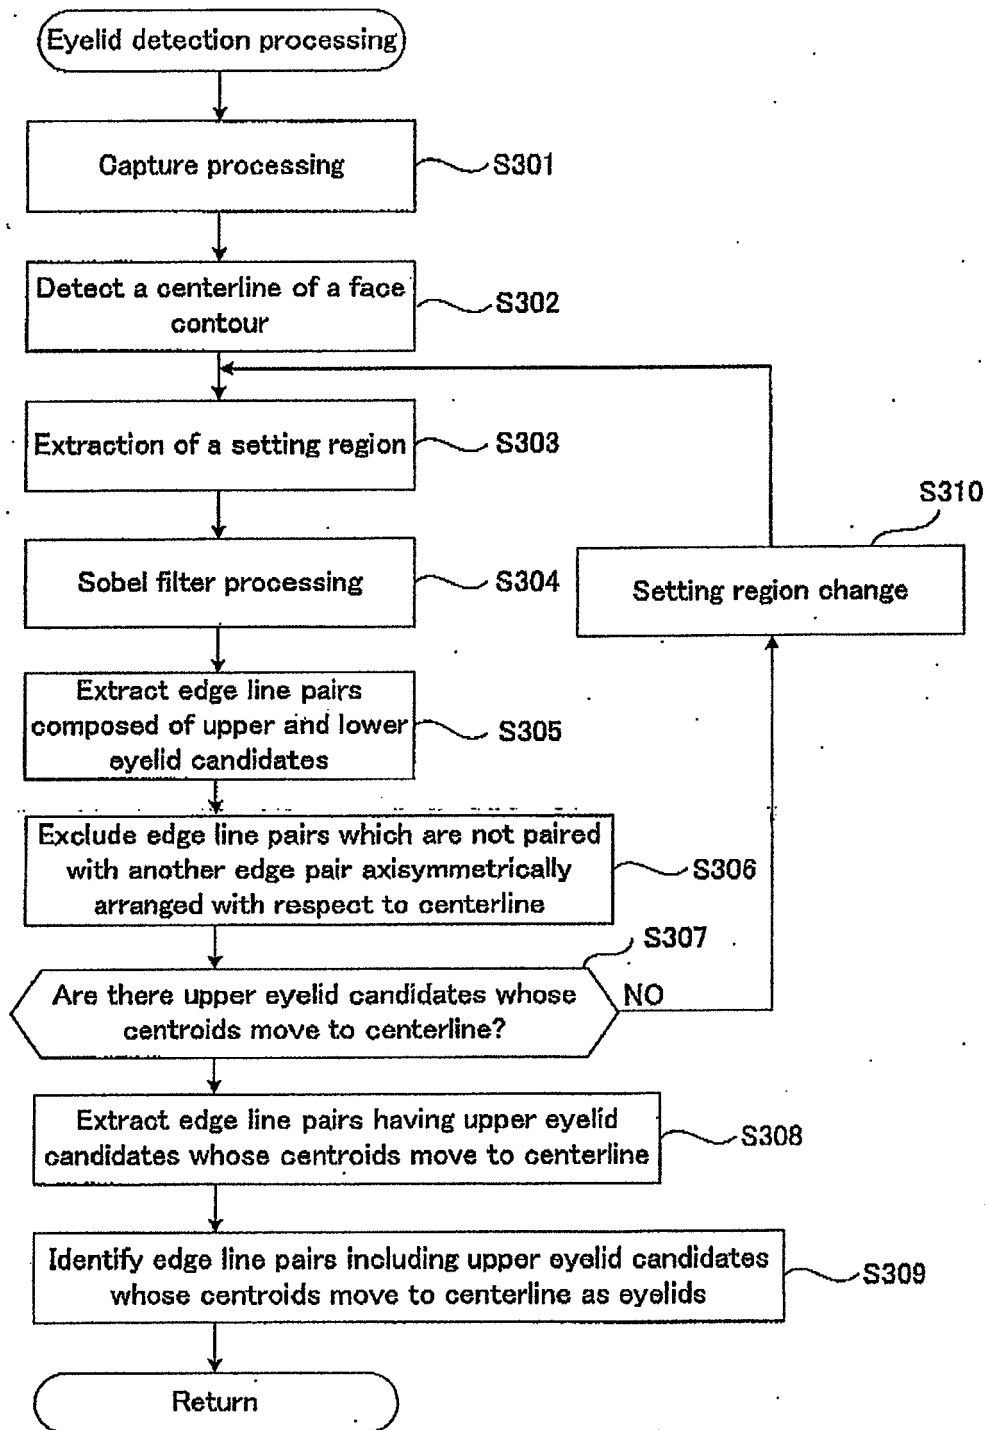 Eyelid detection processing
Capture processing
S301
Detect a centerline of a face
contour
S302
Extraction of a setting region
S303
S310
Setting region change
Sobel filter processing
S304
Extract edge line pairs
composed of upper and lower
eyelid candidates
S305
Exclude edge line pairs which are not paired
with another edge pair axisymmetrically
arranged with respect to centerline
S306
S307
Are there upper eyelid candidates whose
centroids move to centerline?
NO
Extract edge line pairs having upper eyelid
candidates whose centroids move to centerline
S308
Identify edge line pairs including upper eyelid candidates
whose centroids move to centerline as eyelids
S309
Return